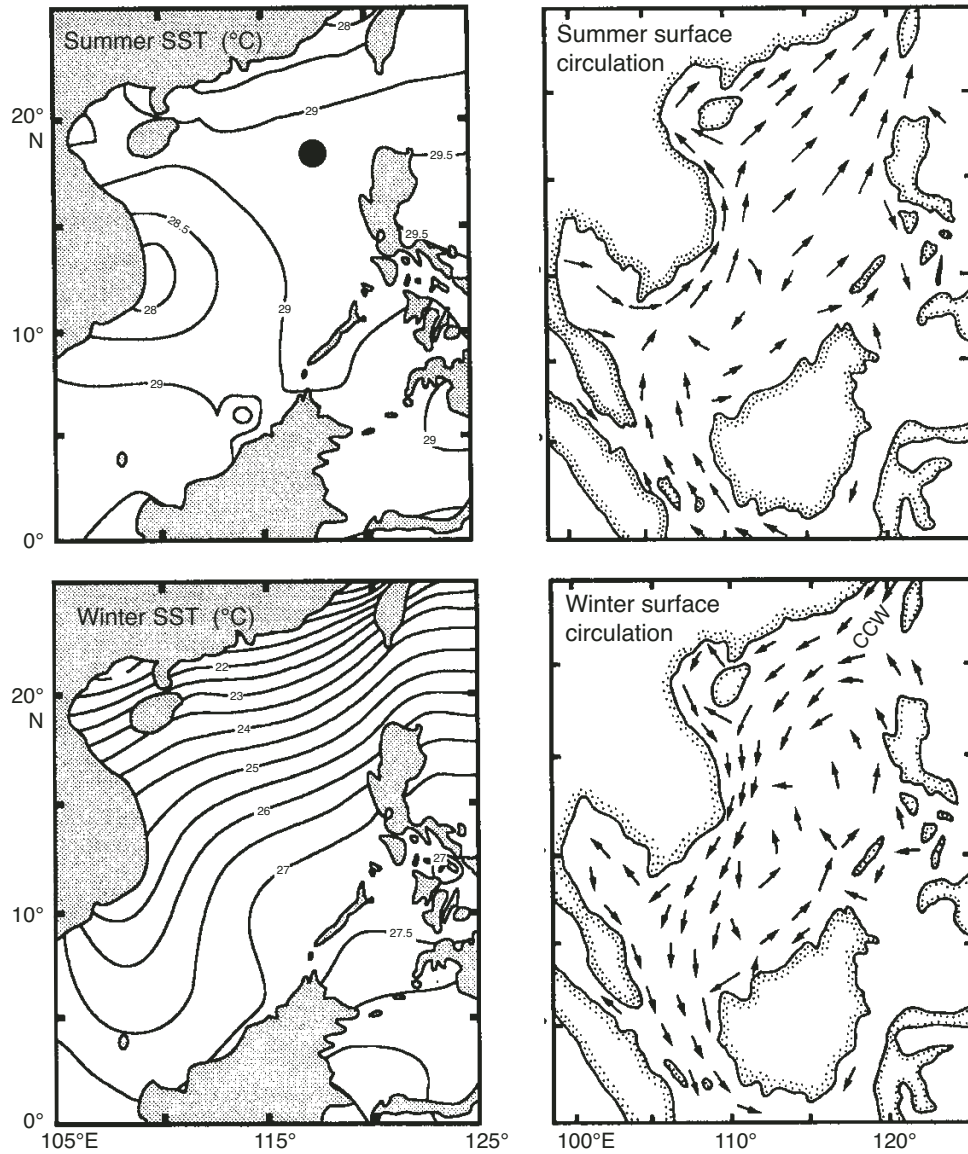 Summer SST (°C)
28
29
29.5
28.5
29.5
28
29
29
29
20°
N
10°
0°
Summer surface
circulation
Winter SST (°C)
22
23
24
25
26
27
27
27.5
20°
N
10°
0°
105°E
115°
125°
Winter surface
circulation
CCW
100°E
110°
120°